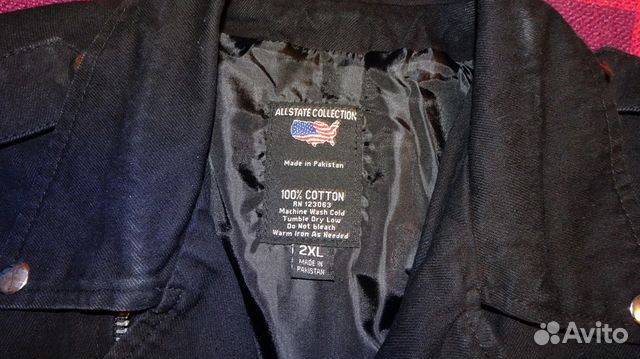 ALLSTATE COLLECTION
Made in Pakistan
100% COTTON
RN 123063
Machine Wash Cold
Tumble Dry Low
Do Not bleach
Warm Iron As Needed
2XL
MADE IN
PAKISTAN
Avito